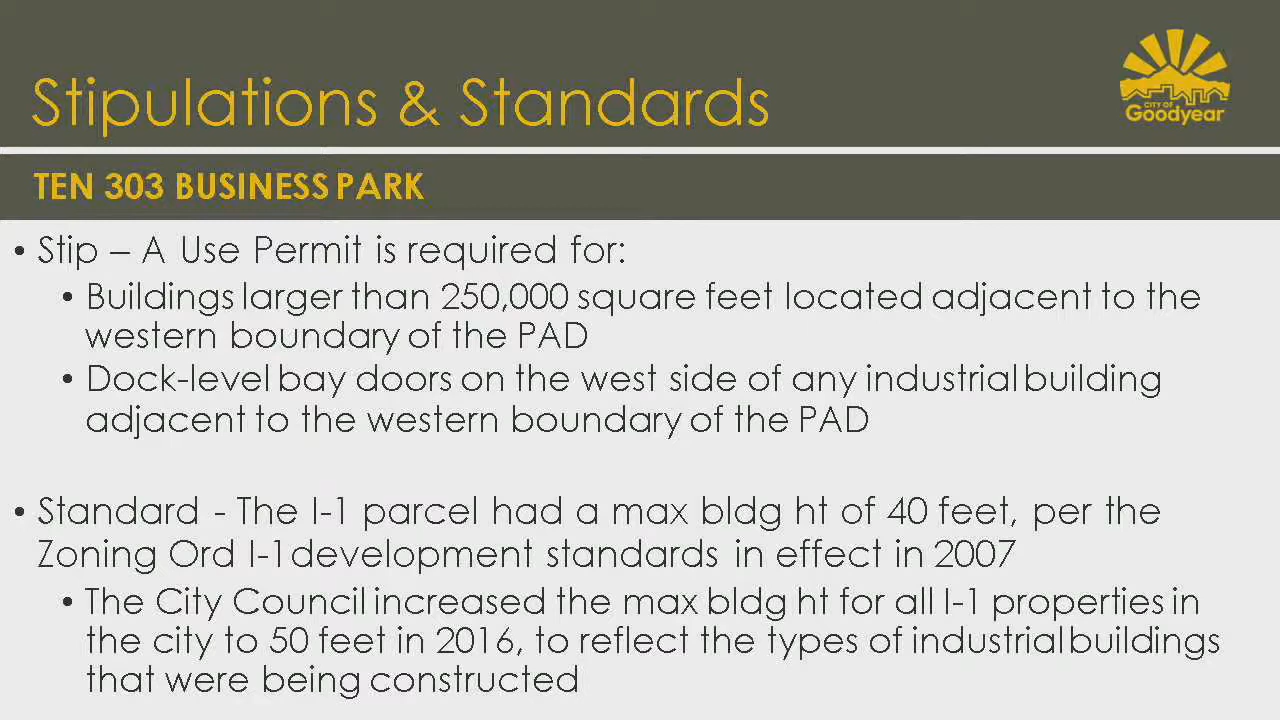 Stipulations & Standards
CITY OF
Goodyear
TEN 303 BUSINESS PARK
• Stip – A Use Permit is required for:
• Buildings larger than 250,000 square feet located adjacent to the
western boundary of the PAD
• Dock-level bay doors on the west side of any industrial building
adjacent to the western boundary of the PAD
• Standard - The I-1 parcel had a max bldg ht of 40 feet, per the
Zoning Ord I-1 development standards in effect in 2007
• The City Council increased the max bldg ht for all I-1 properties in
the city to 50 feet in 2016, to reflect the types of industrial buildings
that were being constructed